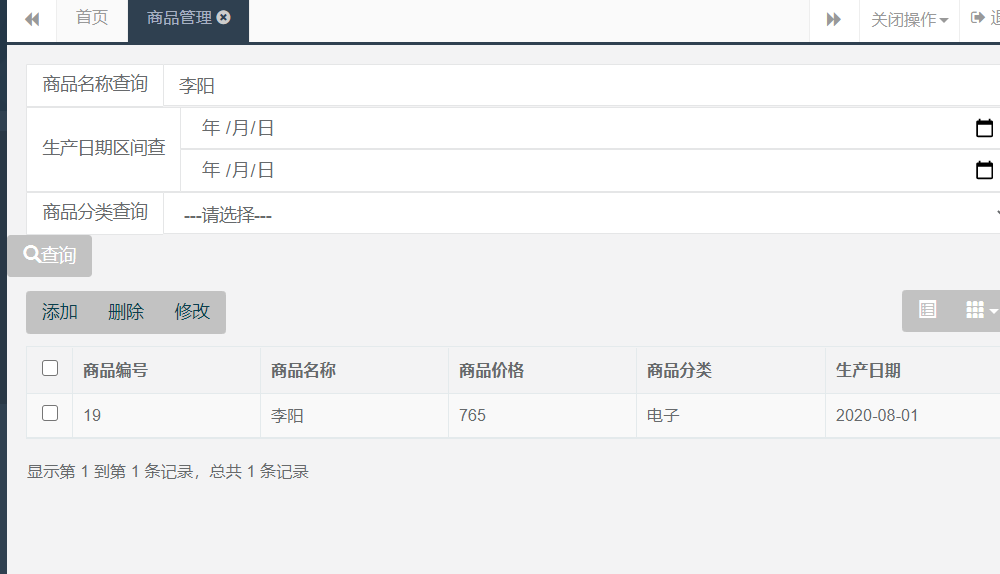 首页 商品管理 关闭操作
商品名称查询 李阳
年 /月/日
生产日期区间查
年 /月/日
商品分类查询 ---请选择---
查询
添加 删除 修改
商品编号 商品名称 商品价格 商品分类 生产日期
19 李阳 765 电子 2020-08-01
显示第 1 到第 1 条记录，总共 1 条记录